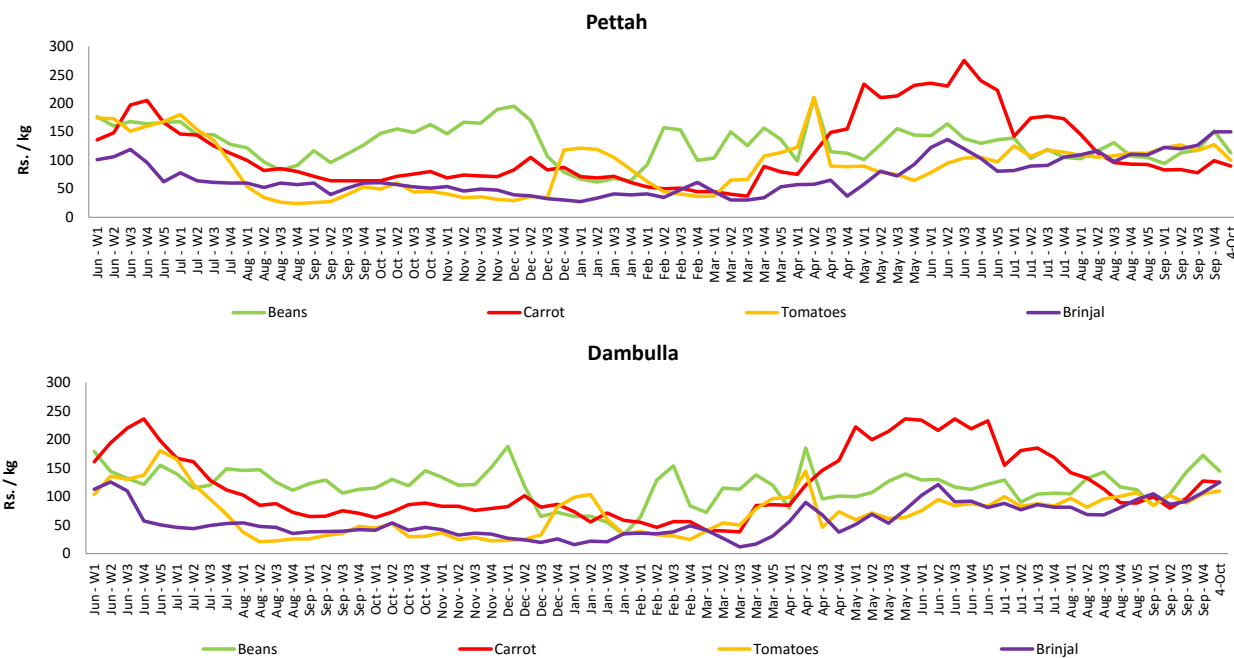 Pettah
Rs. / kg
300
250
200
150
100
50
0
Jun - W1
Jun - W2
Jun - W3
Jun - W4
Jun - W5
Jul - W1
Jul - W2
Jul - W3
Jul - W4
Aug - W1
Aug - W2
Aug - W3
Aug - W4
Sep - W1
Sep - W2
Sep - W3
Sep - W4
Oct - W1
Oct - W2
Oct - W3
Oct - W4
Nov - W1
Nov - W2
Nov - W3
Nov - W4
Dec - W1
Dec - W2
Dec - W3
Dec - W4
Jan - W1
Jan - W2
Jan - W3
Jan - W4
Feb - W1
Feb - W2
Feb - W3
Feb - W4
Mar - W1
Mar - W2
Mar - W3
Mar - W4
Mar - W5
Apr - W1
Apr - W2
Apr - W3
Apr - W4
May - W1
May - W2
May - W3
May - W4
Jun - W1
Jun - W2
Jun - W3
Jun - W4
Jun - W5
Ju1 - W1
Ju1 - W2
Ju1 - W3
Ju1 - W4
Aug - W1
Aug - W2
Aug - W3
Aug - W4
Aug - W5
Sep - W1
Sep - W2
Sep - W3
Sep - W4
4-Oct
Beans Carrot Tomatoes Brinjal
Dambulla
Rs. / kg
300
250
200
150
100
50
0
Jun - W1
Jun - W2
Jun - W3
Jun - W4
Jun - W5
Jul - W1
Jul - W2
Jul - W3
Jul - W4
Aug - W1
Aug - W2
Aug - W3
Aug - W4
Sep - W1
Sep - W2
Sep - W3
Sep - W4
Oct - W1
Oct - W2
Oct - W3
Oct - W4
Nov - W1
Nov - W2
Nov - W3
Nov - W4
Dec - W1
Dec - W2
Dec - W3
Dec - W4
Jan - W1
Jan - W2
Jan - W3
Jan - W4
Feb - W1
Feb - W2
Feb - W3
Feb - W4
Mar - W1
Mar - W2
Mar - W3
Mar - W4
Mar - W5
Apr - W1
Apr - W2
Apr - W3
Apr - W4
May - W1
May - W2
May - W3
May - W4
Jun - W1
Jun - W2
Jun - W3
Jun - W4
Jun - W5
Ju1 - W1
Ju1 - W2
Ju1 - W3
Ju1 - W4
Aug - W1
Aug - W2
Aug - W3
Aug - W4
Aug - W5
Sep - W1
Sep - W2
Sep - W3
Sep - W4
4-Oct
Beans Carrot Tomatoes Brinjal